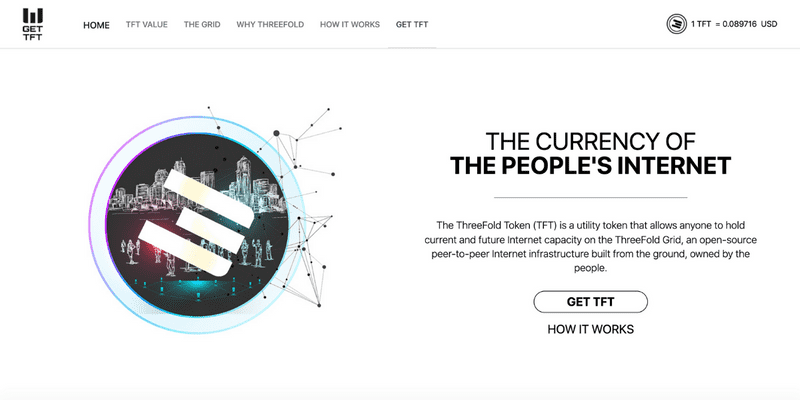 GET
TFT
HOME
TFT VALUE
THE GRID
WHY THREEFOLD
HOW IT WORKS
GET TFT
1 TFT = 0.089716 USD
THE CURRENCY OF
THE PEOPLE'S INTERNET
The ThreeFold Token (TFT) is a utility token that allows anyone to hold
current and future Internet capacity on the ThreeFold Grid, an open-source
peer-to-peer Internet infrastructure built from the ground, owned by the
people.
GET TFT
HOW IT WORKS